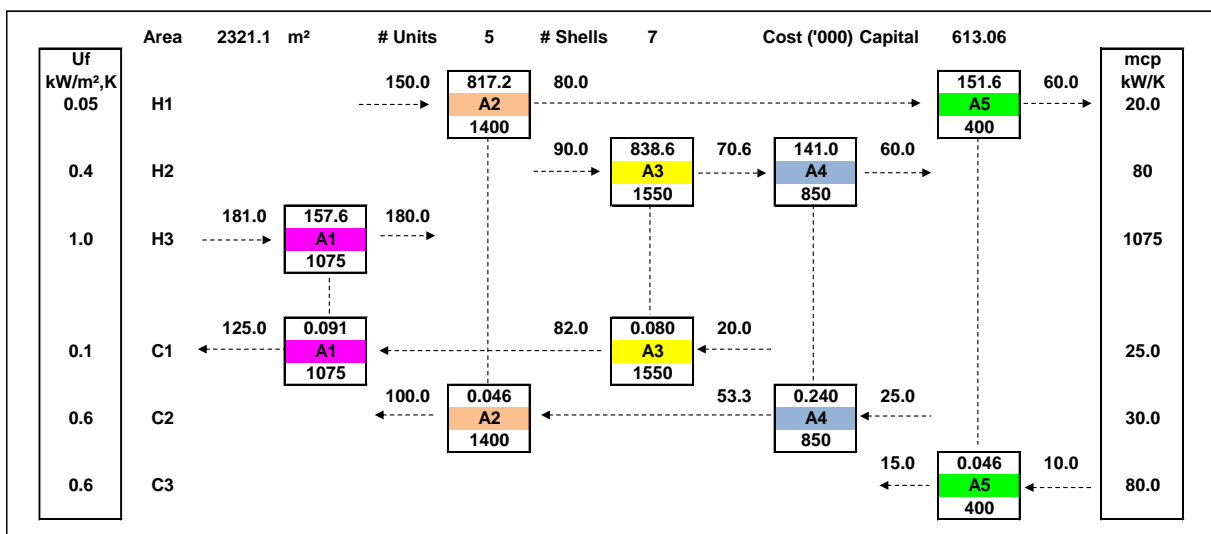 Area 2321.1 m² # Units 5 # Shells 7 Cost ('000) Capital 613.06
Uf mcp
kW/m²,K 150.0 817.2 80.0 151.6 60.0 kW/K
0.05 H1 A2 A5 20.0
1400 400
90.0 838.6 70.6 141.0 60.0
0.4 H2 A3 A4 80
1550 850
181.0 157.6 180.0
1.0 H3 A1 1075
1075
125.0 0.091 82.0 0.080 20.0
0.1 C1 A1 A3 25.0
1075 1550
100.0 0.046 53.3 0.240 25.0
0.6 C2 A2 A4 30.0
1400 850
15.0 0.046 10.0
0.6 C3 A5 80.0
400